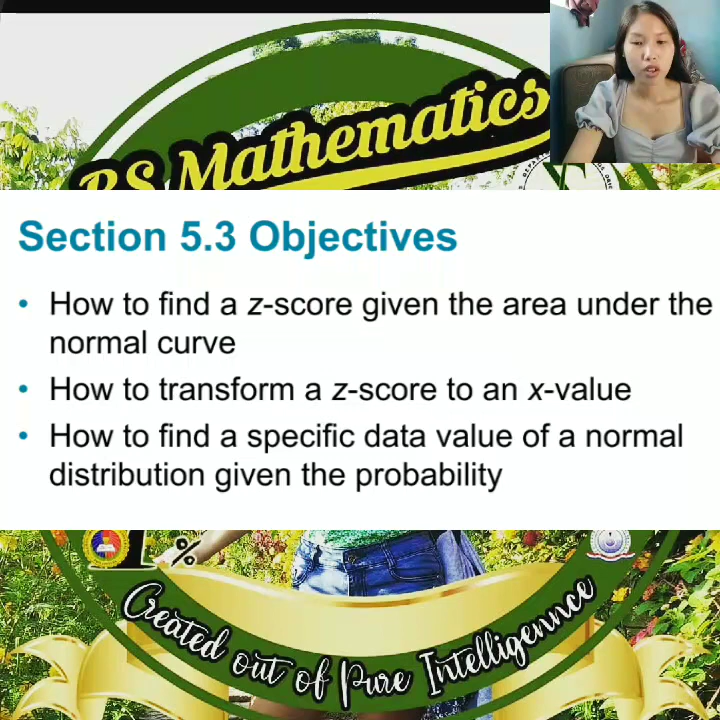 BS Mathematics
Section 5.3 Objectives
• How to find a z-score given the area under the
normal curve
• How to transform a z-score to an x-value
• How to find a specific data value of a normal
distribution given the probability
1%
Created out of Pure Intelligennce